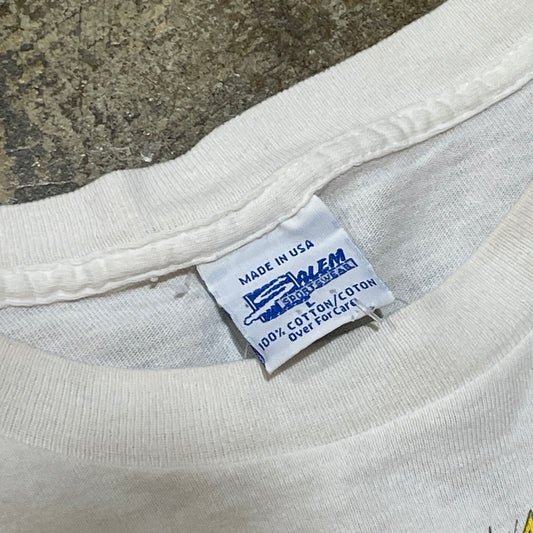 MADE IN USA
SALEM
SPORTSWEAR
L
100% COTTON/COTON
Over For Care